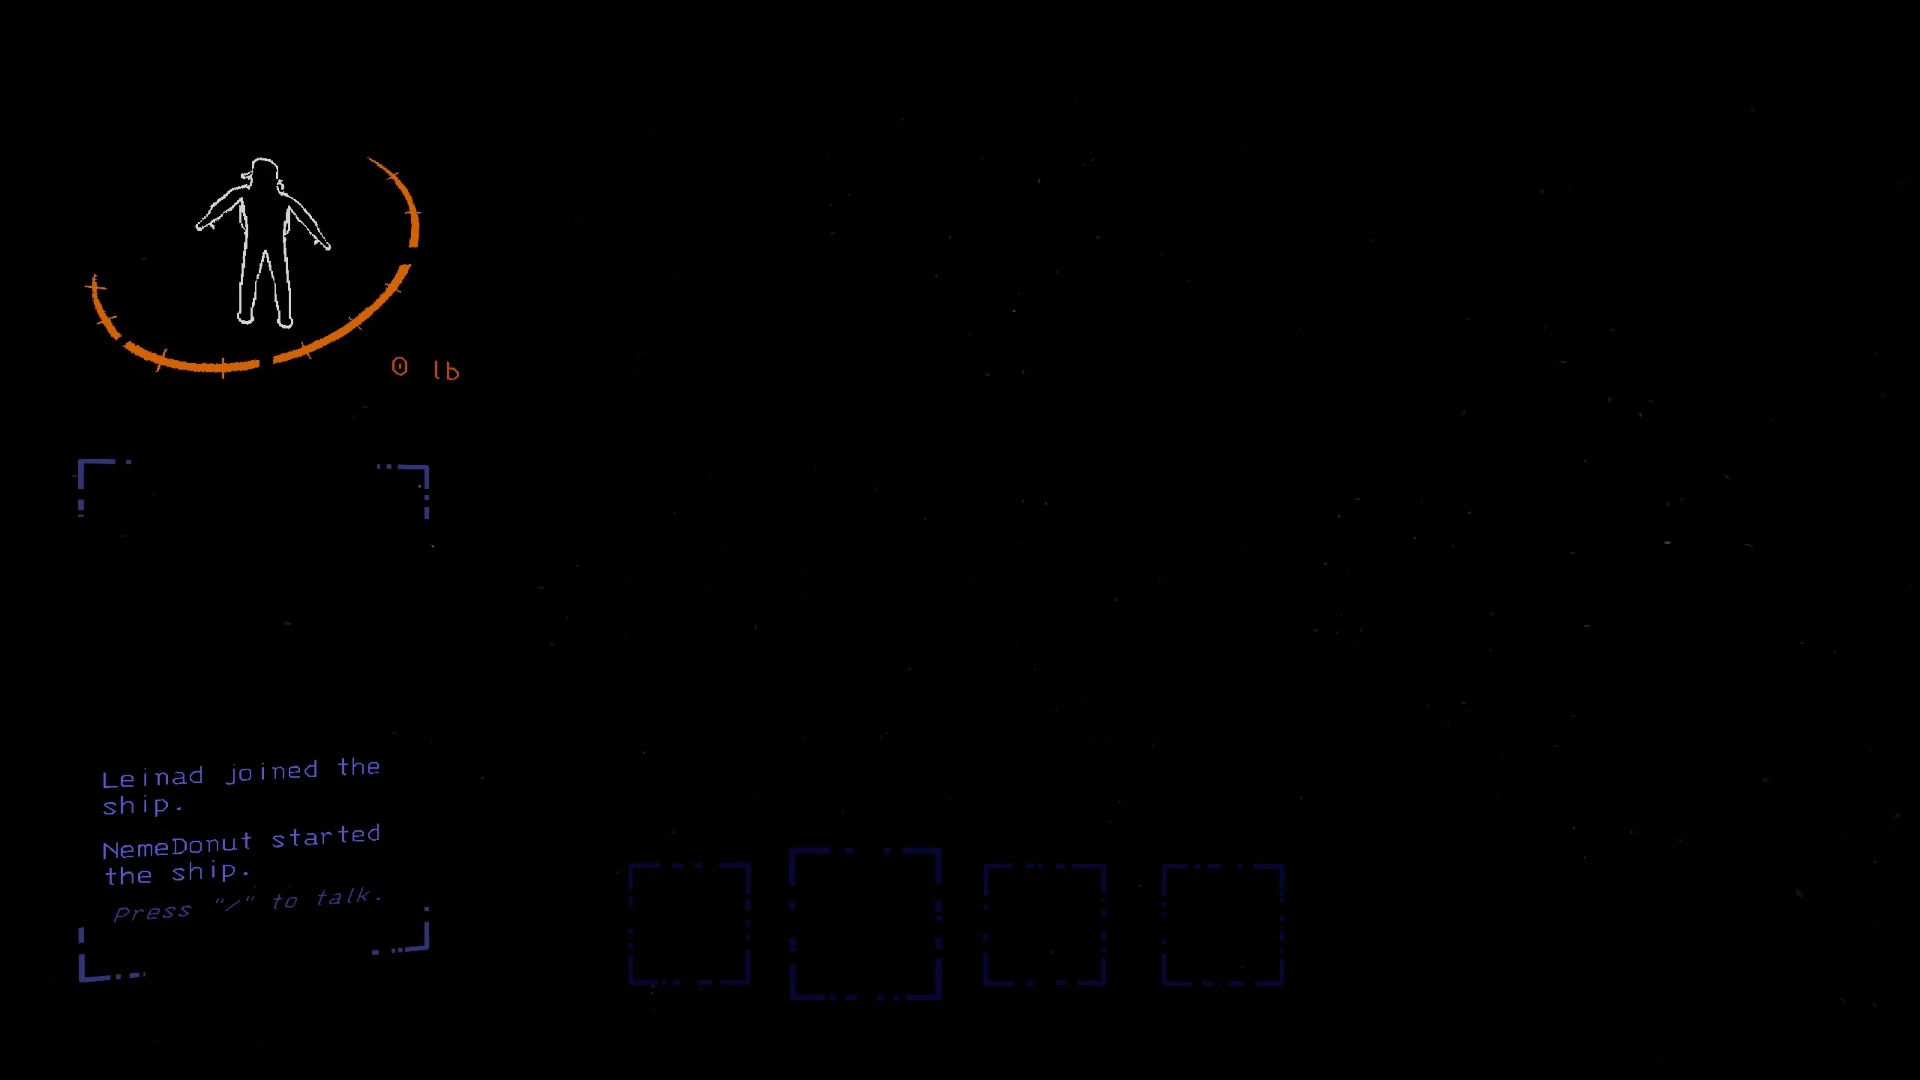 0 lb
Leinad joined the
ship.
NemeDonut started
the ship.
Press "/" to talk.